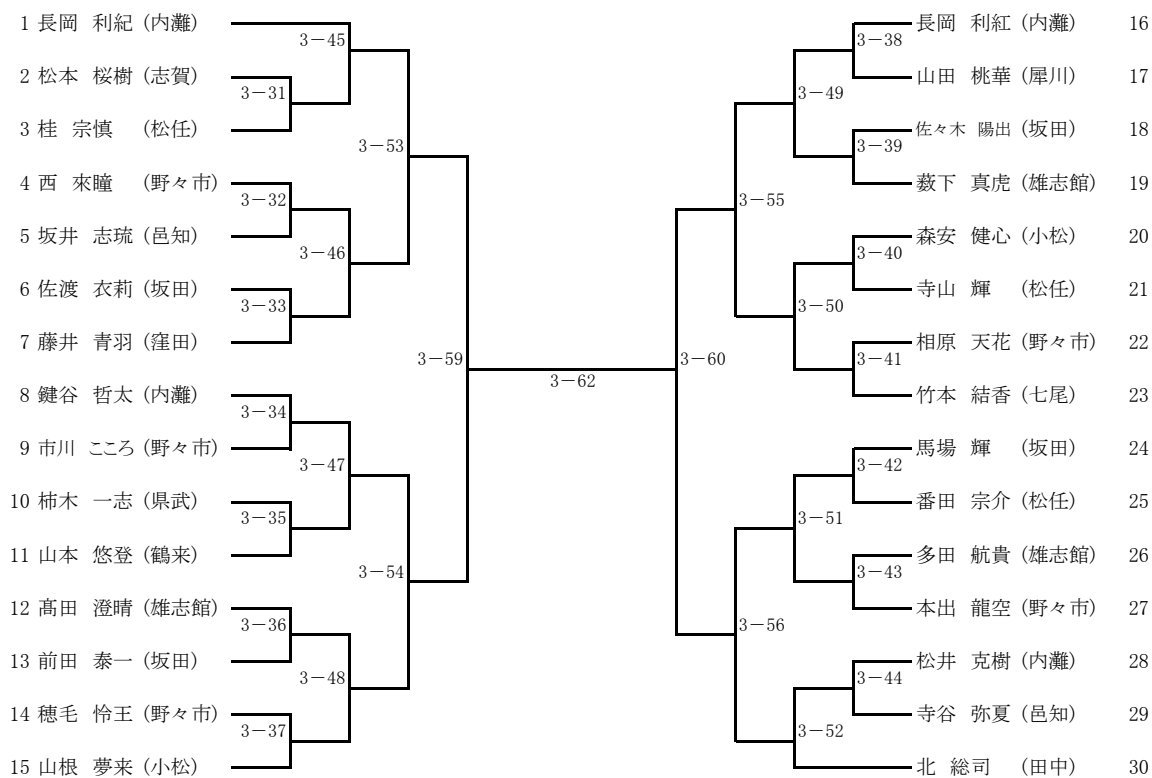 1 長岡 利紀 (内灘)
2 松本 桜樹 (志賀)
3 桂 宗慎 (松任)
4 西 來瞳 (野々市)
5 坂井 志琉 (邑知)
6 佐渡 衣莉 (坂田)
7 藤井 青羽 (窪田)
8 鍵谷 哲太 (内灘)
9 市川 こころ (野々市)
10 柿木 一志 (県武)
11 山本 悠登 (鶴来)
12 髙田 澄晴 (雄志館)
13 前田 泰一 (坂田)
14 穂毛 怜王 (野々市)
15 山根 夢来 (小松)
3-31
3-32
3-33
3-34
3-35
3-36
3-37
3-45
3-46
3-47
3-48
3-53
3-54
3-59
3-62
3-60
3-55
3-56
3-49
3-50
3-51
3-52
3-38
3-39
3-40
3-41
3-42
3-43
3-44
長岡 利紅 (内灘) 16
山田 桃華 (犀川) 17
佐々木 陽出 (坂田) 18
薮下 真虎 (雄志館) 19
森安 健心 (小松) 20
寺山 輝 (松任) 21
相原 天花 (野々市) 22
竹本 結香 (七尾) 23
馬場 輝 (坂田) 24
番田 宗介 (松任) 25
多田 航貴 (雄志館) 26
本出 龍空 (野々市) 27
松井 克樹 (内灘) 28
寺谷 弥夏 (邑知) 29
北 総司 (田中) 30